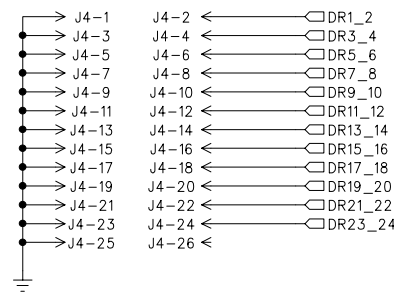 J4-1 J4-2 DR1_2
J4-3 J4-4 DR3_4
J4-5 J4-6 DR5_6
J4-7 J4-8 DR7_8
J4-9 J4-10 DR9_10
J4-11 J4-12 DR11_12
J4-13 J4-14 DR13_14
J4-15 J4-16 DR15_16
J4-17 J4-18 DR17_18
J4-19 J4-20 DR19_20
J4-21 J4-22 DR21_22
J4-23 J4-24 DR23_24
J4-25 J4-26